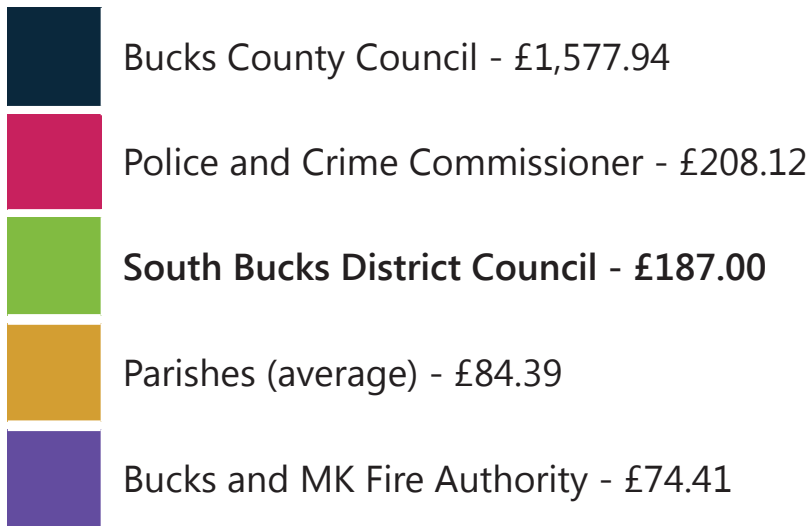 Bucks County Council - £1,577.94
Police and Crime Commissioner - £208.12
South Bucks District Council - £187.00
Parishes (average) - £84.39
Bucks and MK Fire Authority - £74.41